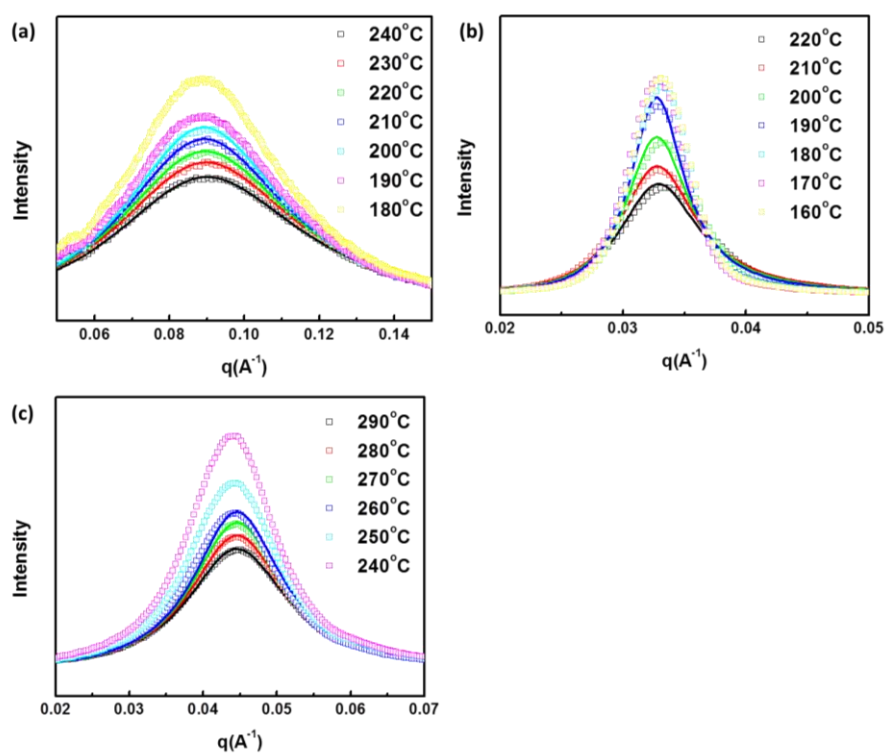 (a)
Intensity
240°C
230°C
220°C
210°C
200°C
190°C
180°C
0.06 0.08 0.10 0.12 0.14
q(A⁻¹)
(b)
Intensity
220°C
210°C
200°C
190°C
180°C
170°C
160°C
0.02 0.03 0.04 0.05
q(A⁻¹)
(c)
Intensity
290°C
280°C
270°C
260°C
250°C
240°C
0.02 0.03 0.04 0.05 0.06 0.07
q(A⁻¹)